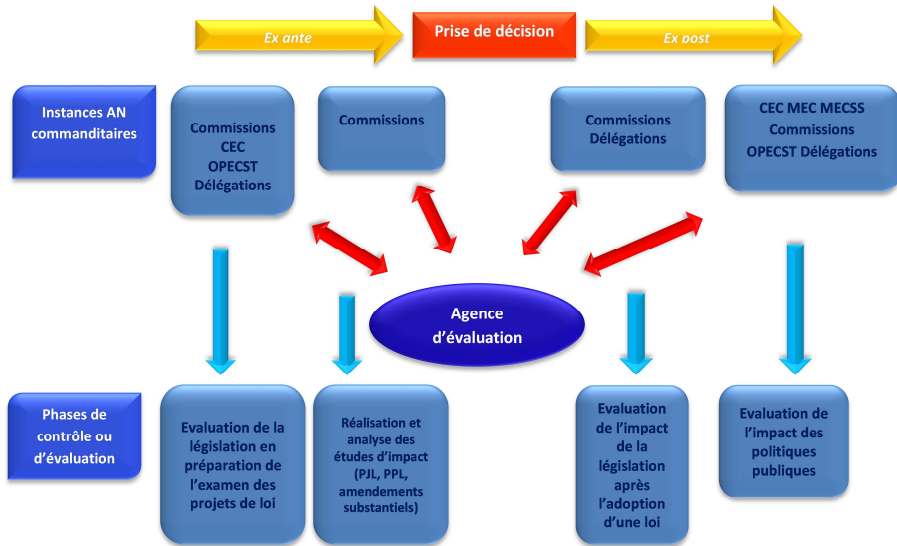 Ex ante
Prise de décision
Ex post
Instances AN
commanditaires
Commissions
CEC
OPECST
Délégations
Commissions
Commissions
Délégations
CEC MEC MECSS
Commissions
OPECST Délégations
Agence
d’évaluation
Phases de
contrôle ou
d’évaluation
Evaluation de la
législation en
préparation de
l’examen des
projets de loi
Réalisation et
analyse des
études d’impact
(PJL, PPL,
amendements
substantiels)
Evaluation
de l’impact
de la
législation
après
l’adoption
d’une loi
Evaluation de
l’impact des
politiques
publiques